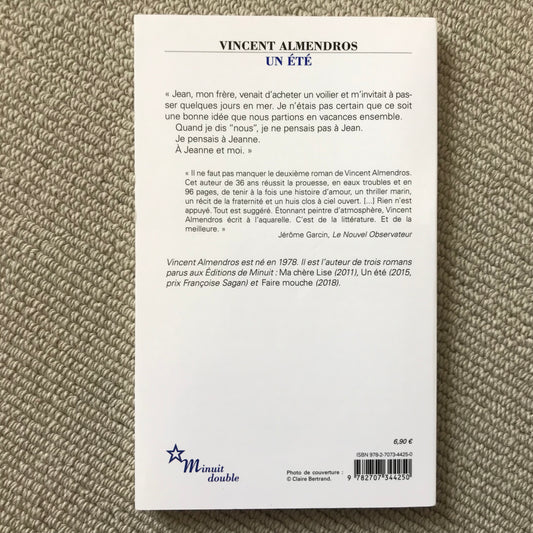 VINCENT ALMENDROS
UN ÉTÉ
« Jean, mon frère, venait d'acheter un voilier et m'invitait à pas-
ser quelques jours en mer. Je n'étais pas certain que ce soit
une bonne idée que nous partions en vacances ensemble.
Quand je dis “nous”, je ne pensais pas à Jean.
Je pensais à Jeanne.
À Jeanne et moi. »
« Il ne faut pas manquer le deuxième roman de Vincent Almendros.
Cet auteur de 36 ans réussit la prouesse, en eaux troubles et en
96 pages, de tenir à la fois une histoire d'amour, un thriller marin,
un récit de la fraternité et un huis clos à ciel ouvert. [...] Rien n'est
appuyé. Tout est suggéré. Étonnant peintre d'atmosphère, Vincent
Almendros écrit à l'aquarelle. C'est de la littérature. Et de la
meilleure. »
Jérôme Garcin, Le Nouvel Observateur
Vincent Almendros est né en 1978. Il est l'auteur de trois romans
parus aux Éditions de Minuit : Ma chère Lise (2011), Un été (2015,
prix Françoise Sagan) et Faire mouche (2018).
6,90 €
ISBN 978-2-7073-4425-0
Minuit
double
Photo de couverture :
© Claire Bertrand.
9 782707 344250